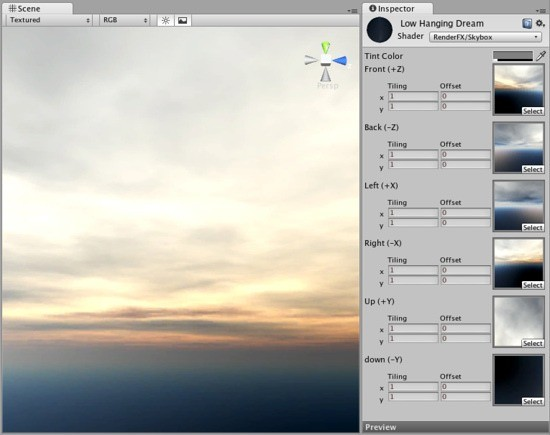 Scene
Textured RGB
Persp
Inspector
Low Hanging Dream
Shader RenderFX/Skybox
Tint Color
Front (+Z)
Tiling Offset
x 1 0
y 1 0
Select
Back (-Z)
Tiling Offset
x 1 0
y 1 0
Select
Left (+X)
Tiling Offset
x 1 0
y 1 0
Select
Right (-X)
Tiling Offset
x 1 0
y 1 0
Select
Up (+Y)
Tiling Offset
x 1 0
y 1 0
Select
down (-Y)
Tiling Offset
x 1 0
y 1 0
Select
Preview